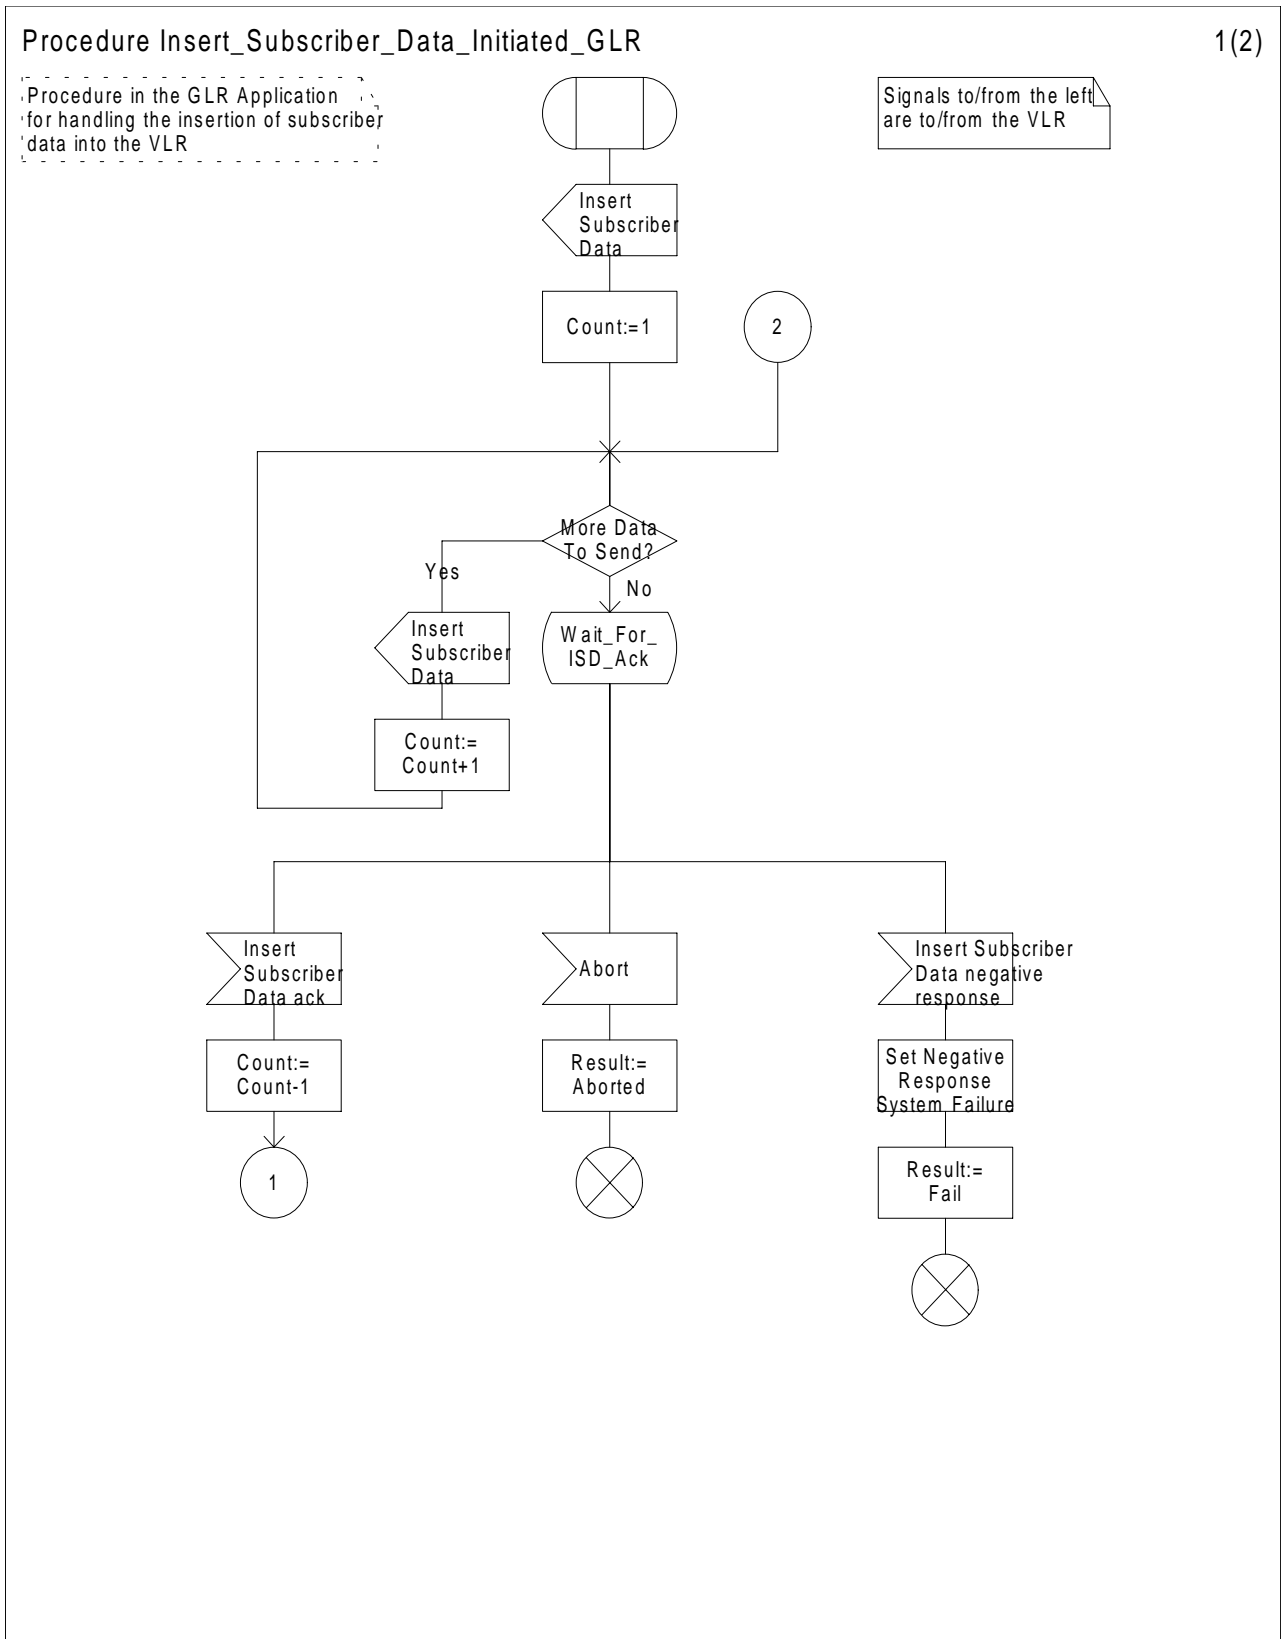 Procedure Insert_Subscriber_Data_Initiated_GLR
1(2)
Procedure in the GLR Application
for handling the insertion of subscriber
data into the VLR
Signals to/from the left
are to/from the VLR
Insert
Subscriber
Data
Count:=1
2
More Data
To Send?
Yes
No
Insert
Subscriber
Data
Wait_For_
ISD_Ack
Count:=
Count+1
Insert
Subscriber
Data ack
Abort
Insert Subscriber
Data negative
response
Count:=
Count-1
Result:=
Aborted
Set Negative
Response
System Failure
1
Result:=
Fail